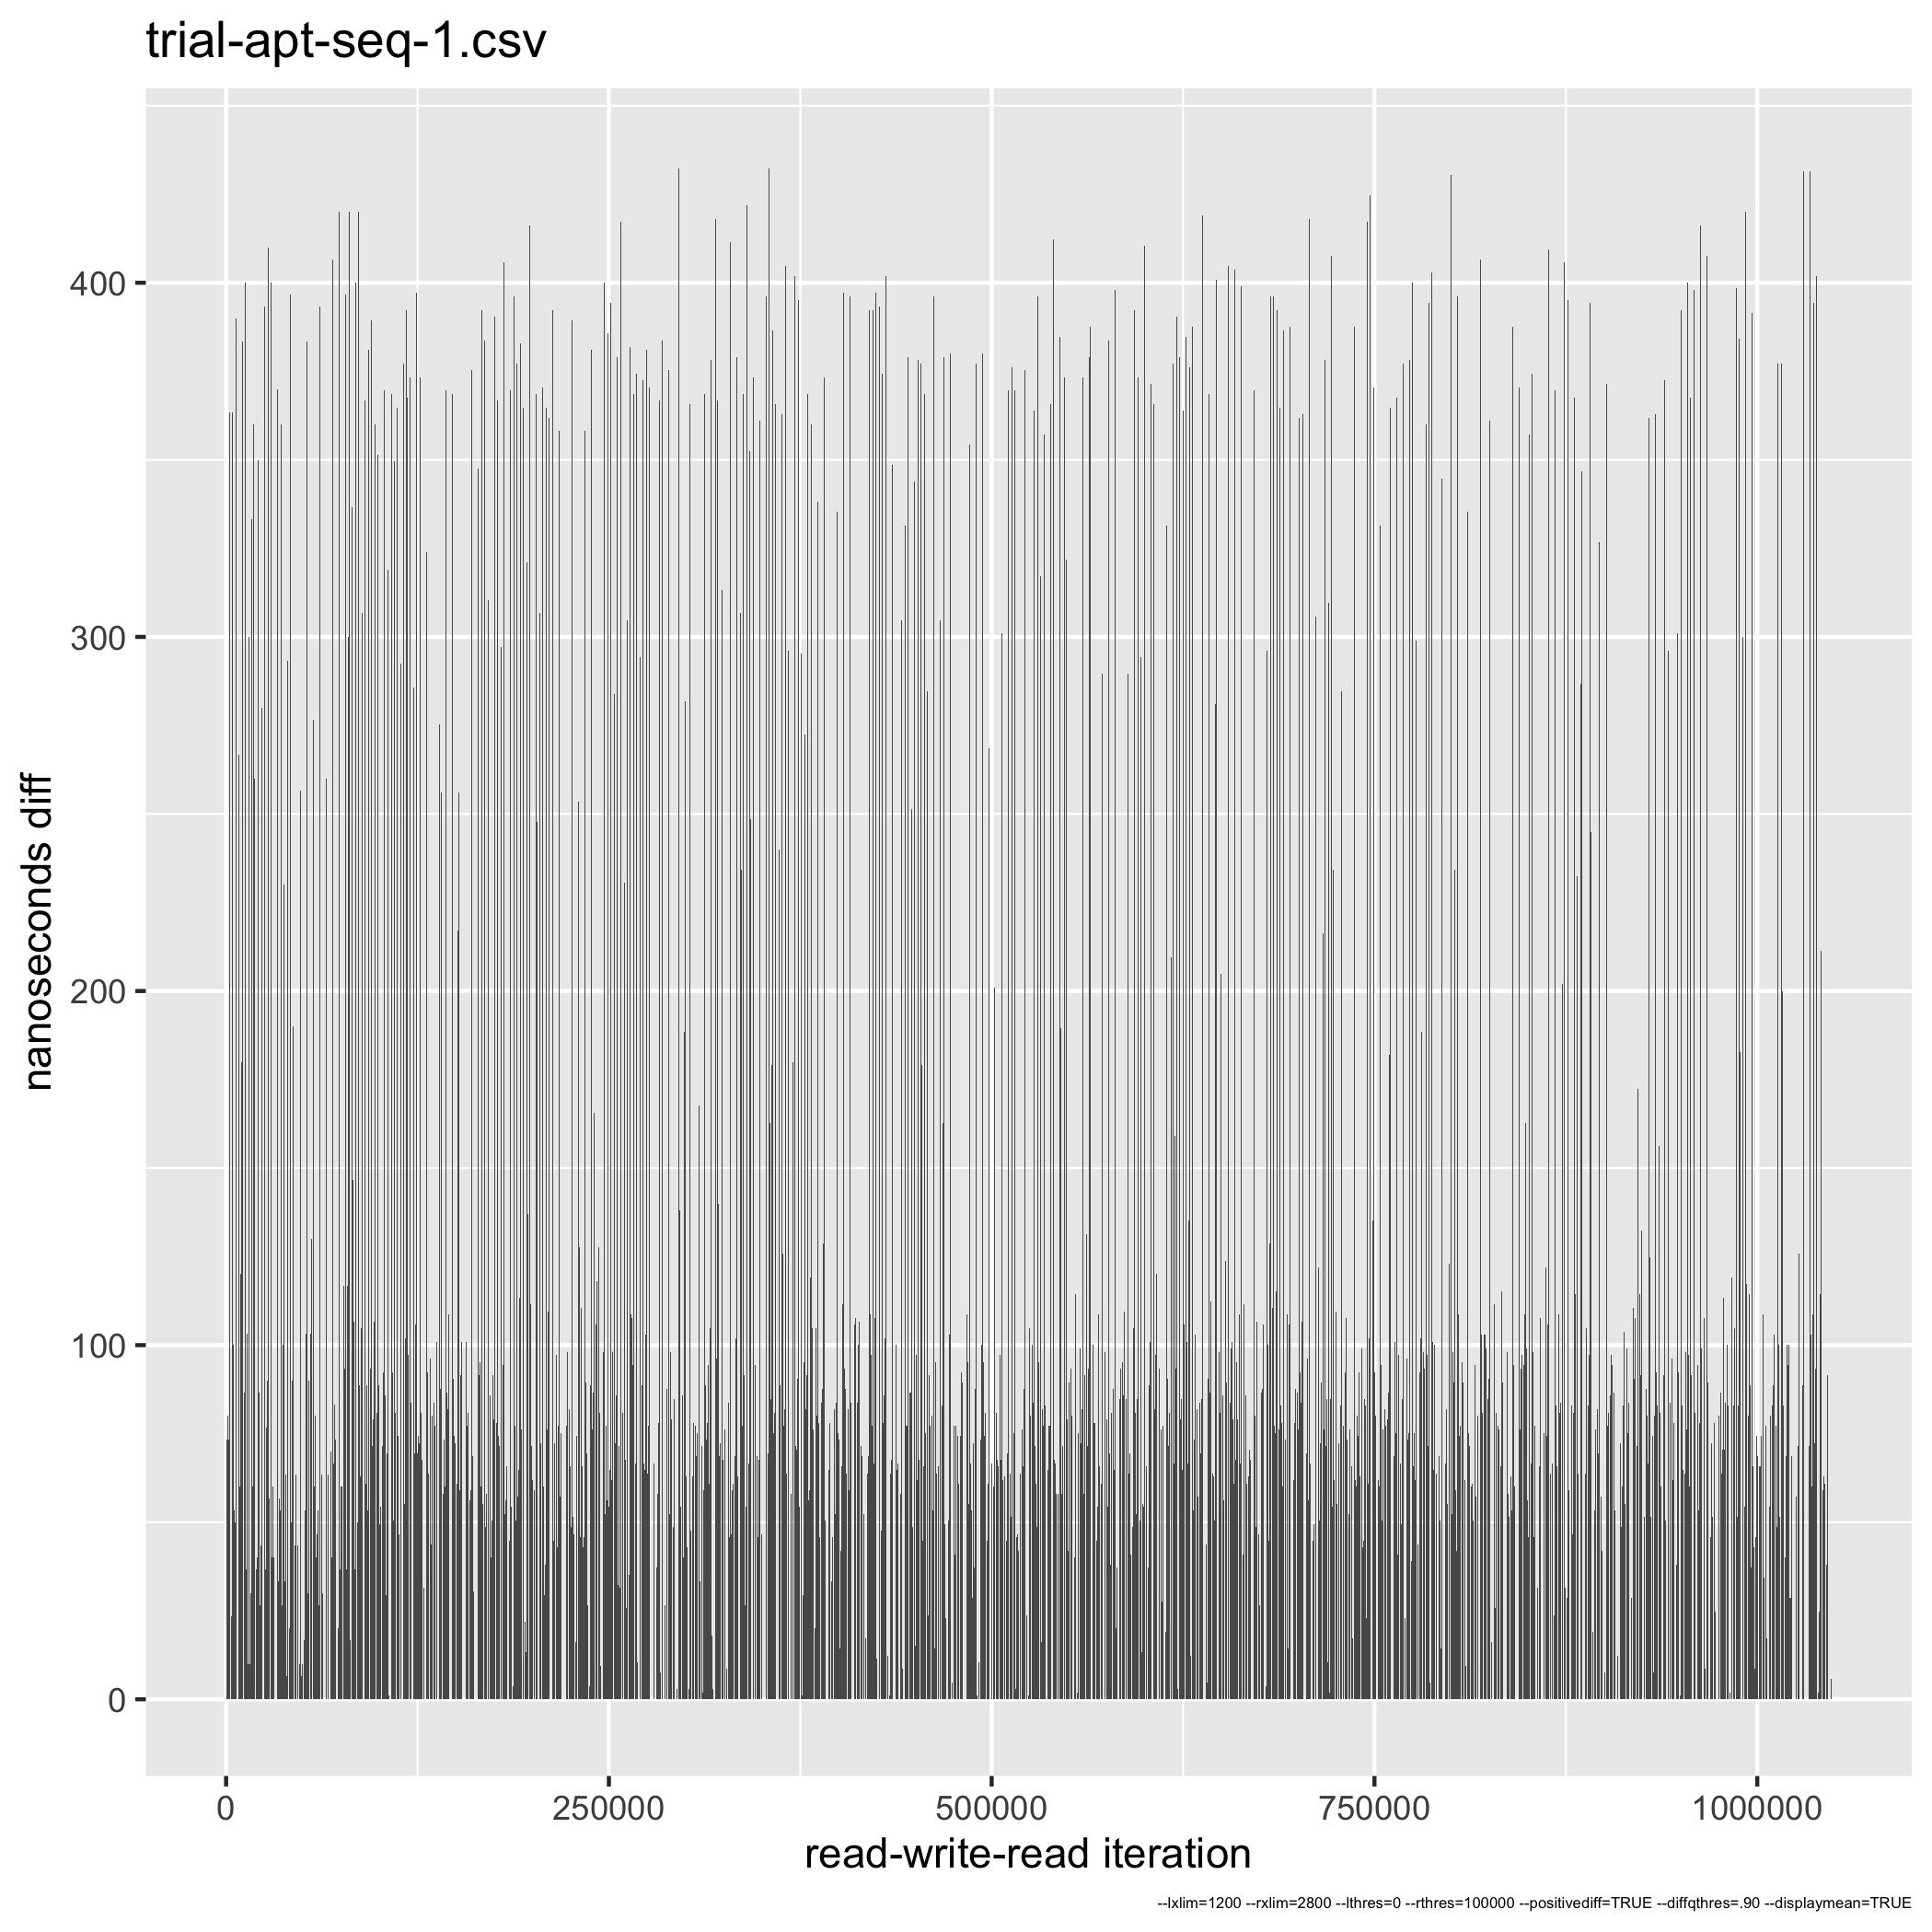 trial-apt-seq-1.csv
400
300
200
100
0
nanoseconds diff
0 250000 500000 750000 1000000
read-write-read iteration
--lxlim=1200 --rxlim=2800 --lthres=0 --rthres=100000 --positivediff=TRUE --diffqthres=.90 --displaymean=TRUE